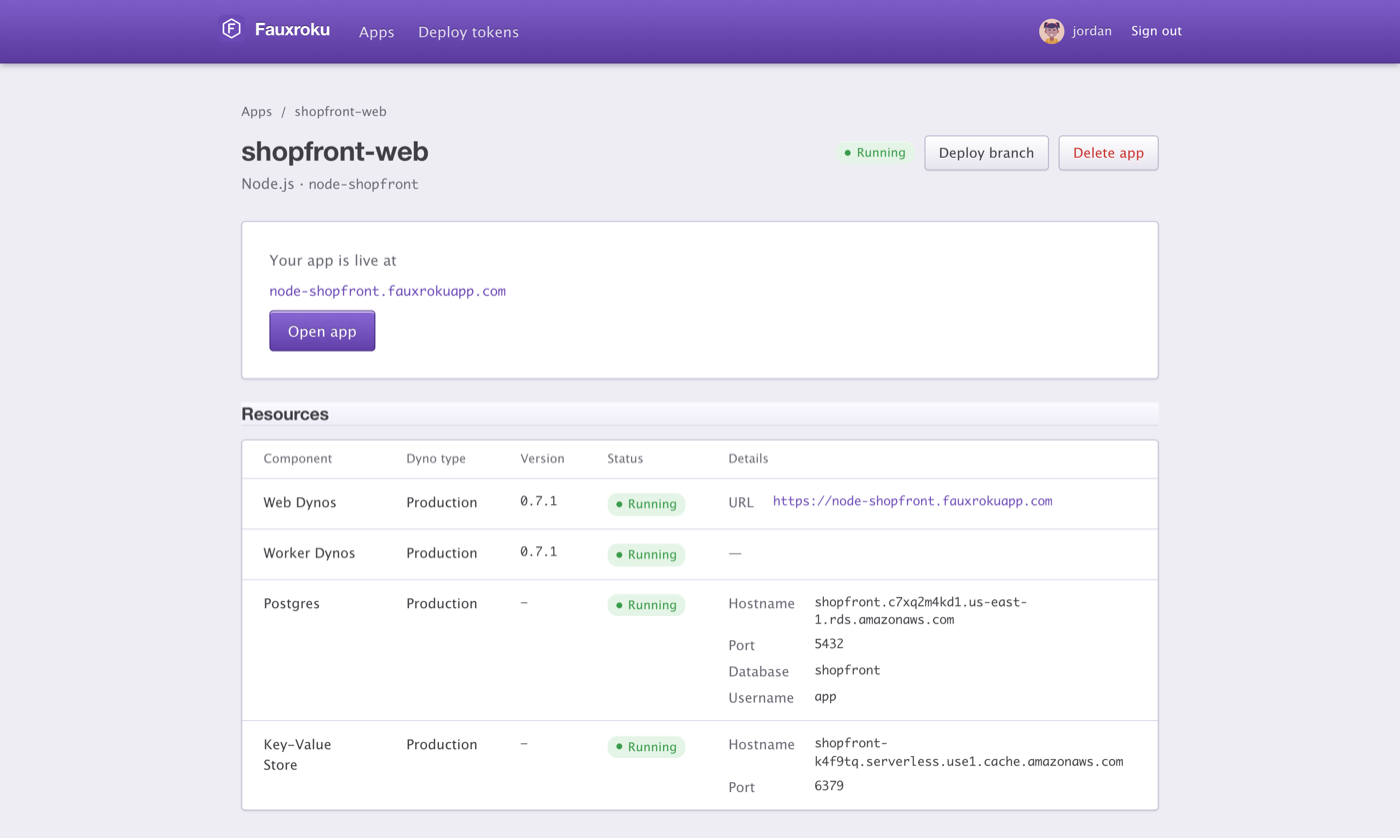 F Fauxroku Apps Deploy tokens jordan Sign out
Apps / shopfront-web
shopfront-web
• Running Deploy branch Delete app
Node.js · node-shopfront
Your app is live at
node-shopfront.fauxrokuapp.com
Open app
Resources
Component Dyno type Version Status Details
Web Dynos Production 0.7.1 • Running URL https://node-shopfront.fauxrokuapp.com
Worker Dynos Production 0.7.1 • Running —
Postgres Production – • Running Hostname shopfront.c7xq2m4kd1.us-east-
1.rds.amazonaws.com
Port 5432
Database shopfront
Username app
Key-Value Production – • Running Hostname shopfront-
Store k4f9tq.serverless.use1.cache.amazonaws.com
Port 6379